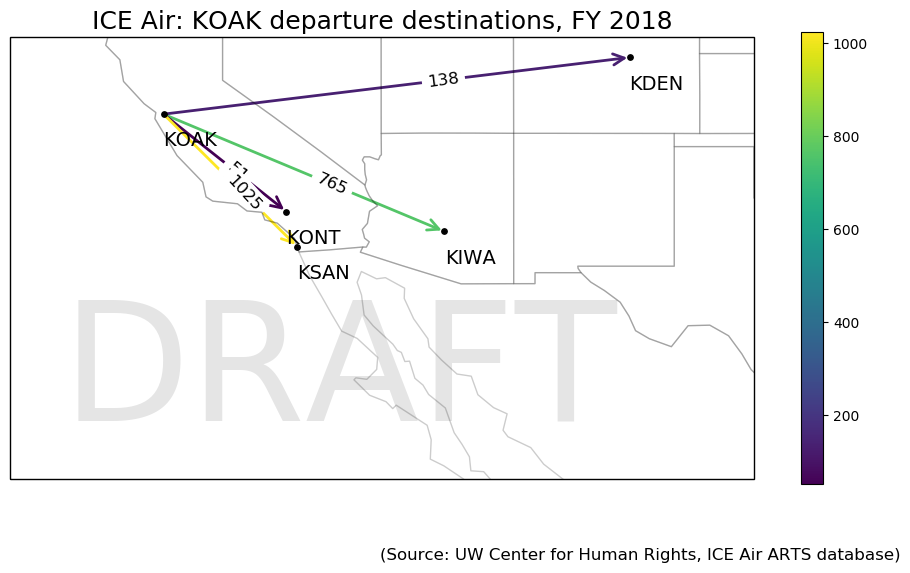 ICE Air: KOAK departure destinations, FY 2018
1000
KDEN
138
KOAK
800
765
1025
600
KONT
KIWA
KSAN
400
DRAFT
200
(Source: UW Center for Human Rights, ICE Air ARTS database)